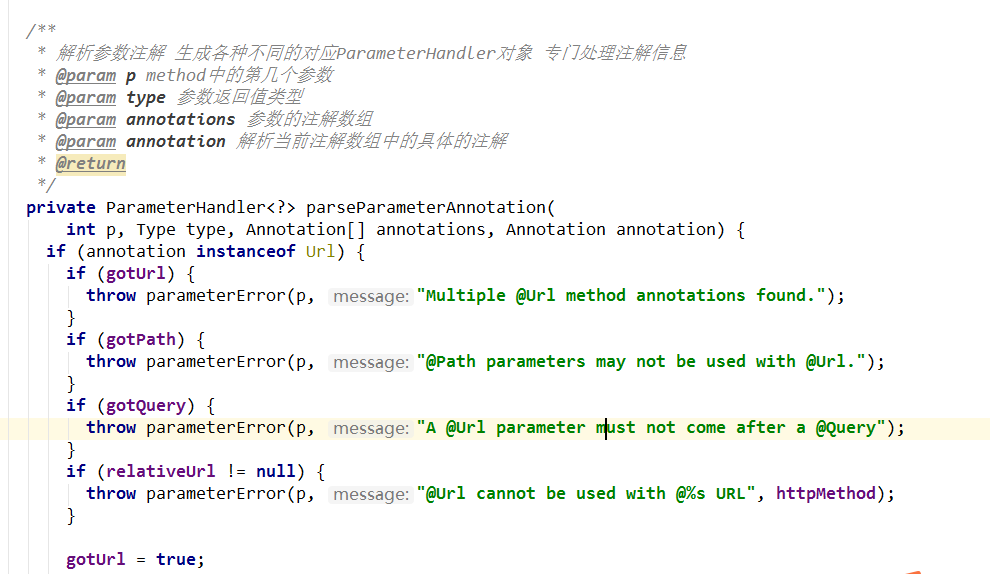 /**
 * 解析参数注解 生成各种不同的对应ParameterHandler对象 专门处理注解信息
 * @param p method中的第几个参数
 * @param type 参数返回值类型
 * @param annotations 参数的注解数组
 * @param annotation 解析当前注解数组中的具体的注解
 * @return
 */
private ParameterHandler<?> parseParameterAnnotation(
    int p, Type type, Annotation[] annotations, Annotation annotation) {
  if (annotation instanceof Url) {
    if (gotUrl) {
      throw parameterError(p, message: "Multiple @Url method annotations found.");
    }
    if (gotPath) {
      throw parameterError(p, message: "@Path parameters may not be used with @Url.");
    }
    if (gotQuery) {
      throw parameterError(p, message: "A @Url parameter must not come after a @Query");
    }
    if (relativeUrl != null) {
      throw parameterError(p, message: "@Url cannot be used with @%s URL", httpMethod);
    }
    gotUrl = true;